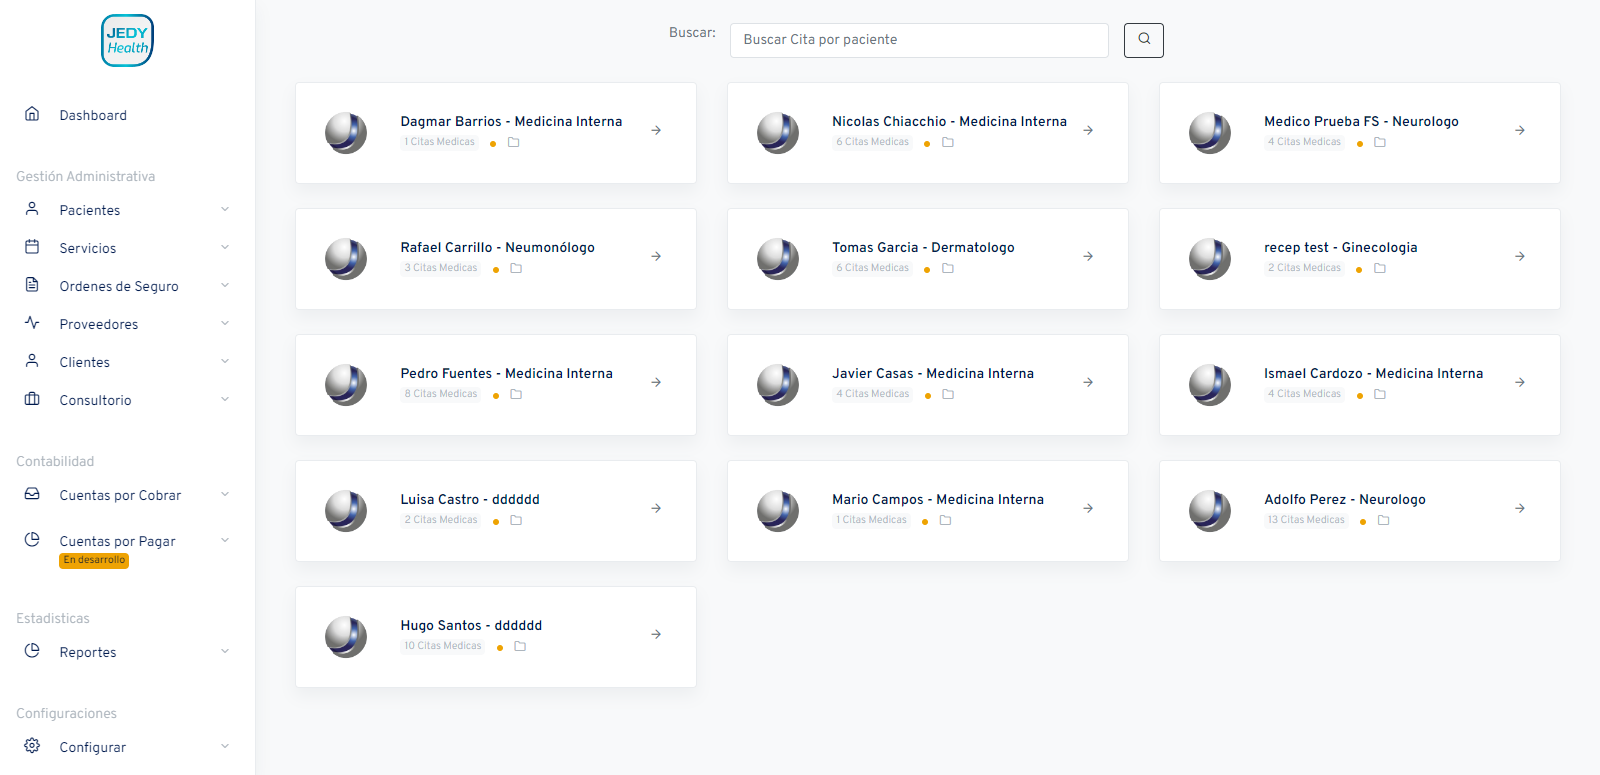 JEDY
Health
Dashboard
Gestión Administrativa
Pacientes
Servicios
Ordenes de Seguro
Proveedores
Clientes
Consultorio
Contabilidad
Cuentas por Cobrar
Cuentas por Pagar
En desarrollo
Estadisticas
Reportes
Configuraciones
Configurar
Buscar:
Buscar Cita por paciente
Dagmar Barrios - Medicina Interna
1 Citas Medicas
Nicolas Chiacchio - Medicina Interna
6 Citas Medicas
Medico Prueba FS - Neurologo
4 Citas Medicas
Rafael Carrillo - Neumonólogo
3 Citas Medicas
Tomas Garcia - Dermatologo
6 Citas Medicas
recep test - Ginecologia
2 Citas Medicas
Pedro Fuentes - Medicina Interna
8 Citas Medicas
Javier Casas - Medicina Interna
4 Citas Medicas
Ismael Cardozo - Medicina Interna
4 Citas Medicas
Luisa Castro - dddddd
2 Citas Medicas
Mario Campos - Medicina Interna
1 Citas Medicas
Adolfo Perez - Neurologo
13 Citas Medicas
Hugo Santos - dddddd
10 Citas Medicas